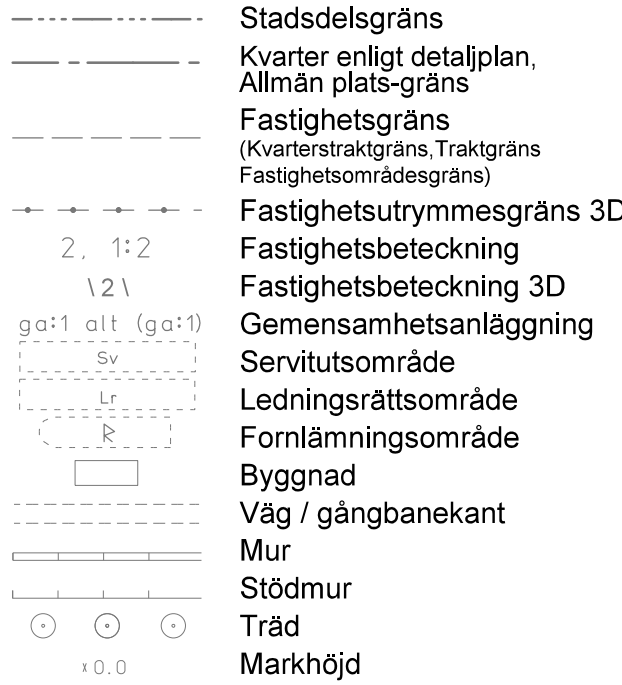 Stadsdelsgräns
Kvarter enligt detaljplan,
Allmän plats-gräns
Fastighetsgräns
(Kvarterstraktgräns,Traktgräns
Fastighetsområdesgräns)
Fastighetsutrymmesgräns 3D
2, 1:2 Fastighetsbeteckning
\2\ Fastighetsbeteckning 3D
ga:1 alt (ga:1) Gemensamhetsanläggning
Sv Servitutsområde
Lr Ledningsrättsområde
R Fornlämningsområde
Byggnad
Väg / gångbanekant
Mur
Stödmur
Träd
x0.0 Markhöjd